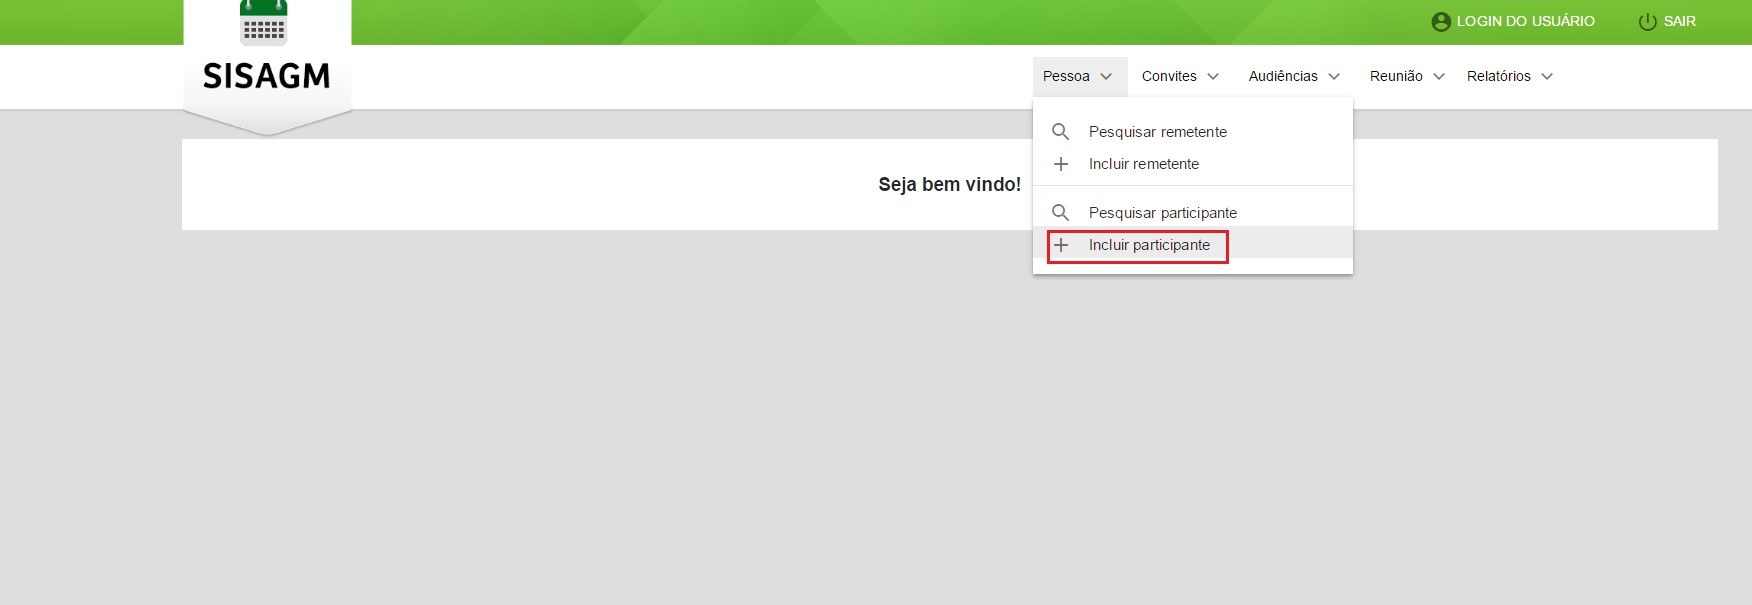 LOGIN DO USUÁRIO SAIR
SISAGM
Pessoa Convites Audiências Reunião Relatórios
Pesquisar remetente
Incluir remetente
Seja bem vindo!
Pesquisar participante
Incluir participante